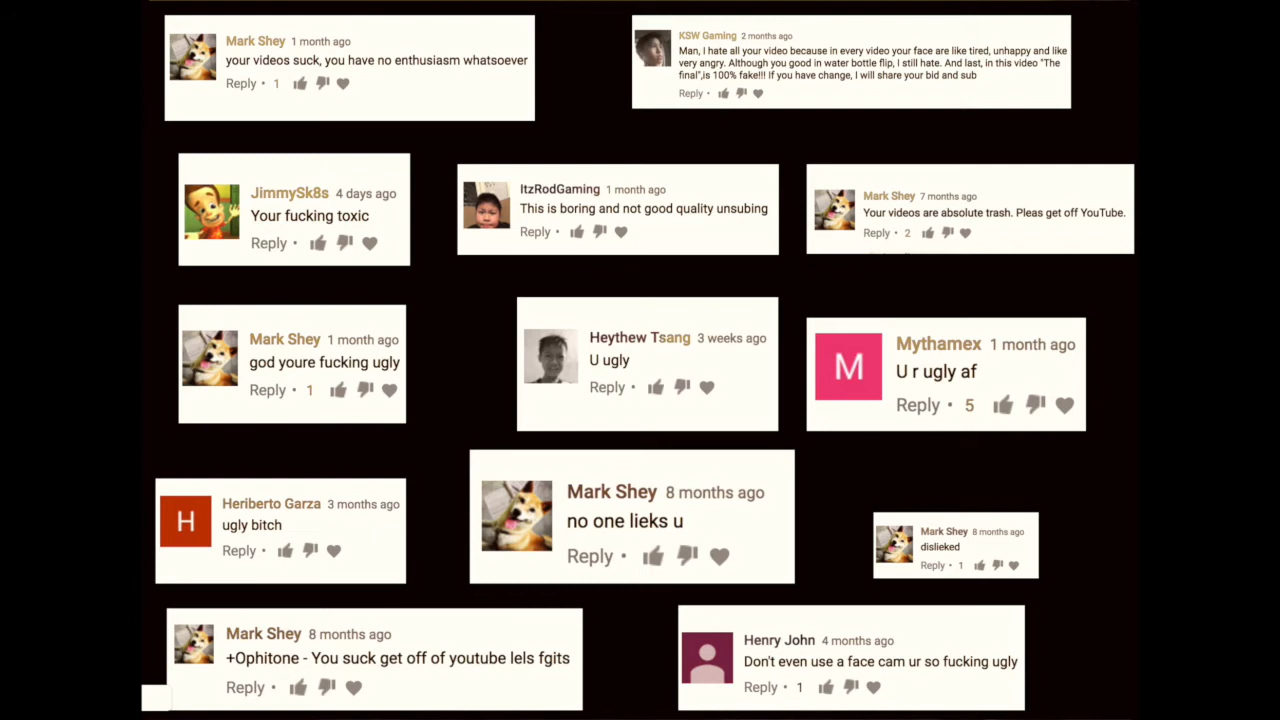 Mark Shey 1 month ago
your videos suck, you have no enthusiasm whatsoever
Reply • 1
KSW Gaming 2 months ago
Man, I hate all your video because in every video your face are like tired, unhappy and like
very angry. Although you good in water bottle flip, I still hate. And last, in this video "The
final",is 100% fake!!! If you have change, I will share your bid and sub
Reply •
JimmySk8s 4 days ago
Your fucking toxic
Reply •
ItzRodGaming 1 month ago
This is boring and not good quality unsubing
Reply •
Mark Shey 7 months ago
Your videos are absolute trash. Pleas get off YouTube.
Reply • 2
Mark Shey 1 month ago
god youre fucking ugly
Reply • 1
Heythew Tsang 3 weeks ago
U ugly
Reply •
M
Mythamex 1 month ago
U r ugly af
Reply • 5
H
Heriberto Garza 3 months ago
ugly bitch
Reply •
Mark Shey 8 months ago
no one lieks u
Reply •
Mark Shey 8 months ago
dislieked
Reply • 1
Mark Shey 8 months ago
+Ophitone - You suck get off of youtube lels fgits
Reply •
Henry John 4 months ago
Don't even use a face cam ur so fucking ugly
Reply • 1